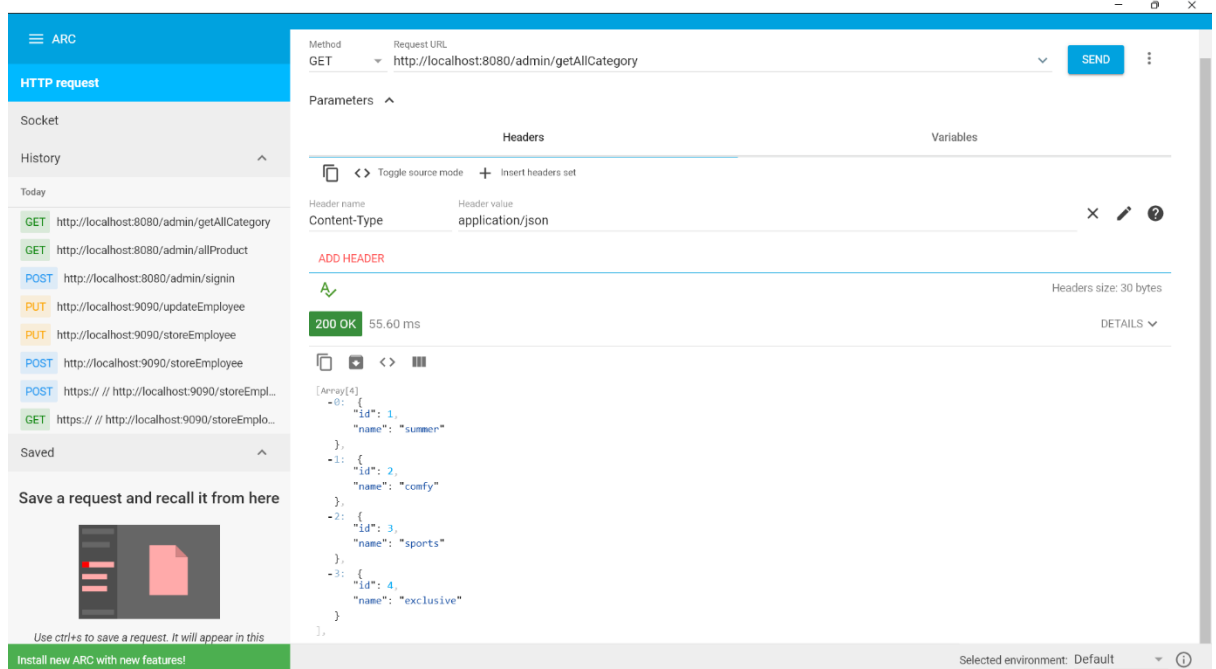 ARC
HTTP request
Socket
History
Today
GET http://localhost:8080/admin/getAllCategory
GET http://localhost:8080/admin/allProduct
POST http://localhost:8080/admin/signin
PUT http://localhost:9090/updateEmployee
PUT http://localhost:9090/storeEmployee
POST http://localhost:9090/storeEmployee
POST https:// // http://localhost:9090/storeEmpl...
GET https:// // http://localhost:9090/storeEmplo...
Saved
Save a request and recall it from here
Use ctrl+s to save a request. It will appear in this
Install new ARC with new features!
Method Request URL
GET http://localhost:8080/admin/getAllCategory SEND
Parameters
Headers Variables
Toggle source mode Insert headers set
Header name Header value
Content-Type application/json
ADD HEADER
Headers size: 30 bytes
200 OK 55.60 ms DETAILS
[Array[4]
-0: {
"id": 1,
"name": "summer"
},
-1: {
"id": 2,
"name": "comfy"
},
-2: {
"id": 3,
"name": "sports"
},
-3: {
"id": 4,
"name": "exclusive"
}
],
Selected environment: Default